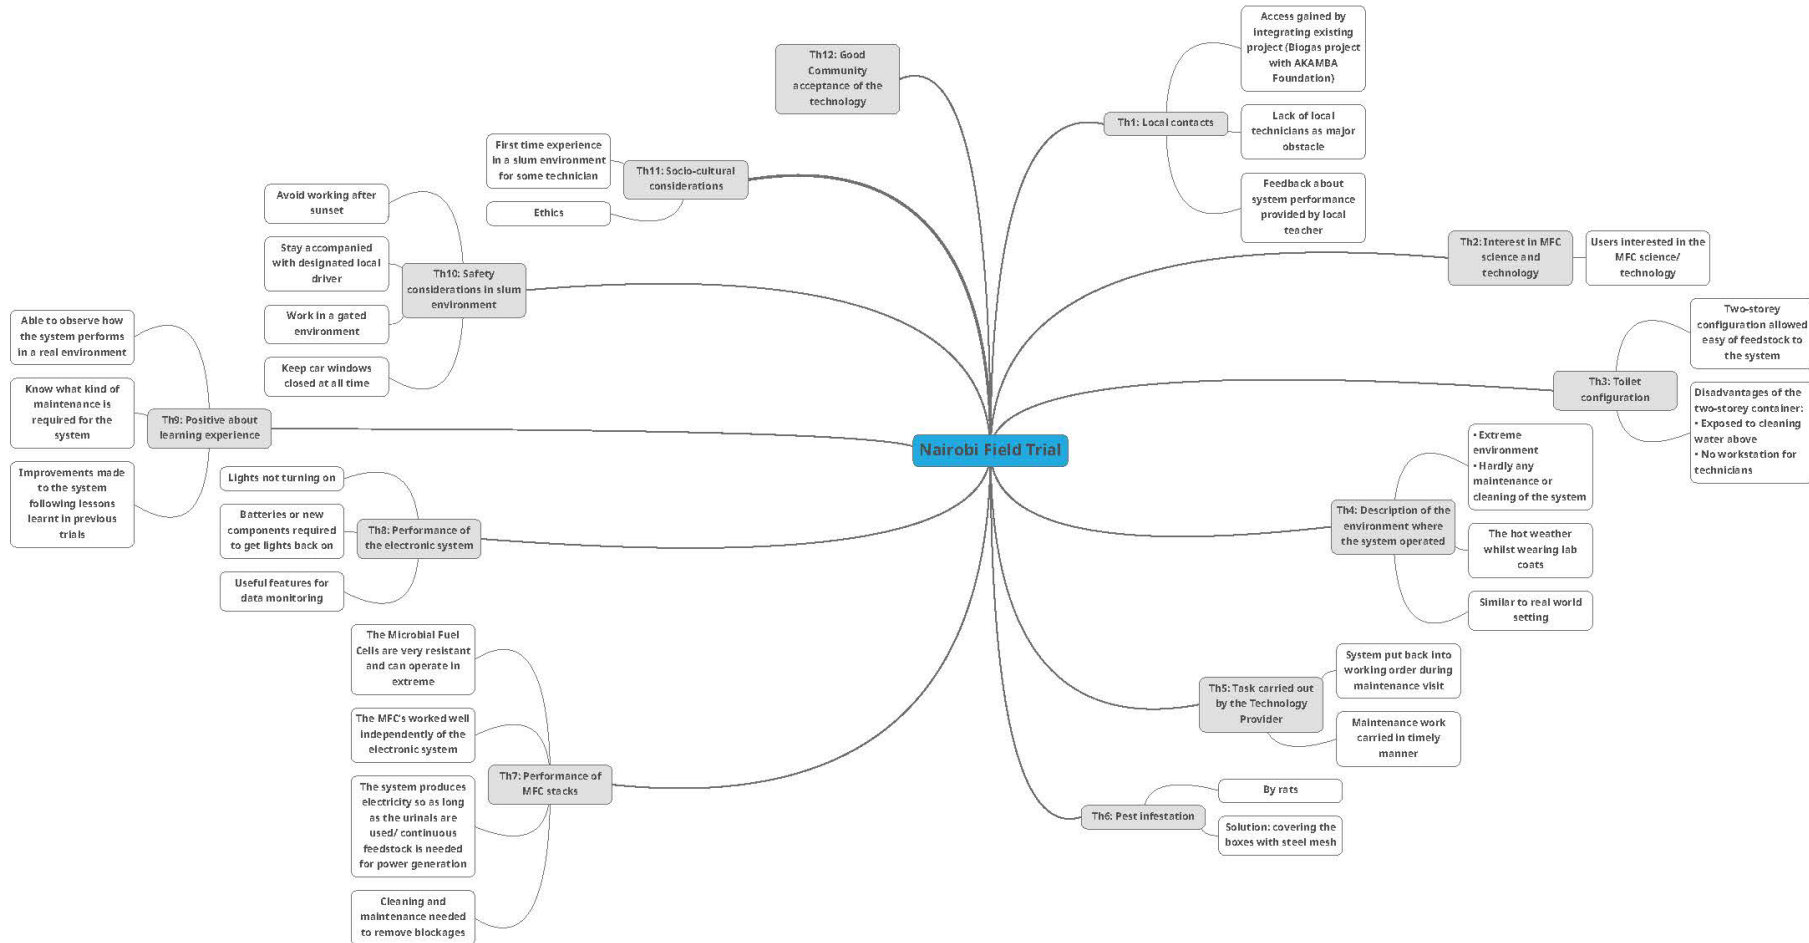 Nairobi Field Trial
Th1: Local contacts
Access gained by
integrating existing
project (Biogas project
with AKAMBA
Foundation)
Lack of local
technicians as major
obstacle
Feedback about
system performance
provided by local
teacher
Th2: Interest in MFC
science and
technology
Users interested in the
MFC science/
technology
Th3: Toilet
configuration
Two-storey
configuration allowed
easy of feedstock to
the system
Disadvantages of the
two-storey container:
• Exposed to cleaning
water above
• No workstation for
technicians
Th4: Description of the
environment where
the system operated
• Extreme
environment
• Hardly any
maintenance or
cleaning of the system
The hot weather
whilst wearing lab
coats
Similar to real world
setting
Th5: Task carried out
by the Technology
Provider
System put back into
working order during
maintenance visit
Maintenance work
carried in timely
manner
Th6: Pest infestation
By rats
Solution: covering the
boxes with steel mesh
Th7: Performance of
MFC stacks
The Microbial Fuel
Cells are very resistant
and can operate in
extreme
The MFC's worked well
independently of the
electronic system
The system produces
electricity so as long
as the urinals are
used/ continuous
feedstock is needed
for power generation
Cleaning and
maintenance needed
to remove blockages
Th8: Performance of
the electronic system
Lights not turning on
Batteries or new
components required
to get lights back on
Useful features for
data monitoring
Th9: Positive about
learning experience
Able to observe how
the system performs
in a real environment
Know what kind of
maintenance is
required for the
system
Improvements made
to the system
following lessons
learnt in previous
trials
Th10: Safety
considerations in slum
environment
Avoid working after
sunset
Stay accompanied
with designated local
driver
Work in a gated
environment
Keep car windows
closed at all time
Th11: Socio-cultural
considerations
First time experience
in a slum environment
for some technician
Ethics
Th12: Good
Community
acceptance of the
technology